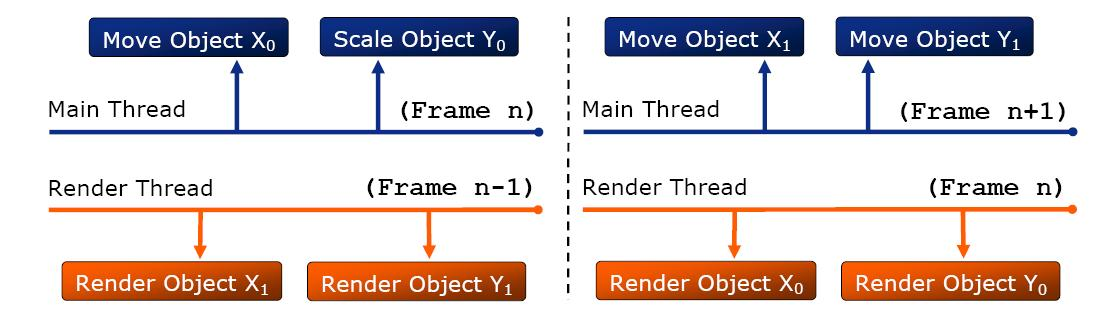 Move Object X₀
Scale Object Y₀
Main Thread
(Frame n)
Render Thread
(Frame n-1)
Render Object X₁
Render Object Y₁
Move Object X₁
Move Object Y₁
Main Thread
(Frame n+1)
Render Thread
(Frame n)
Render Object X₀
Render Object Y₀